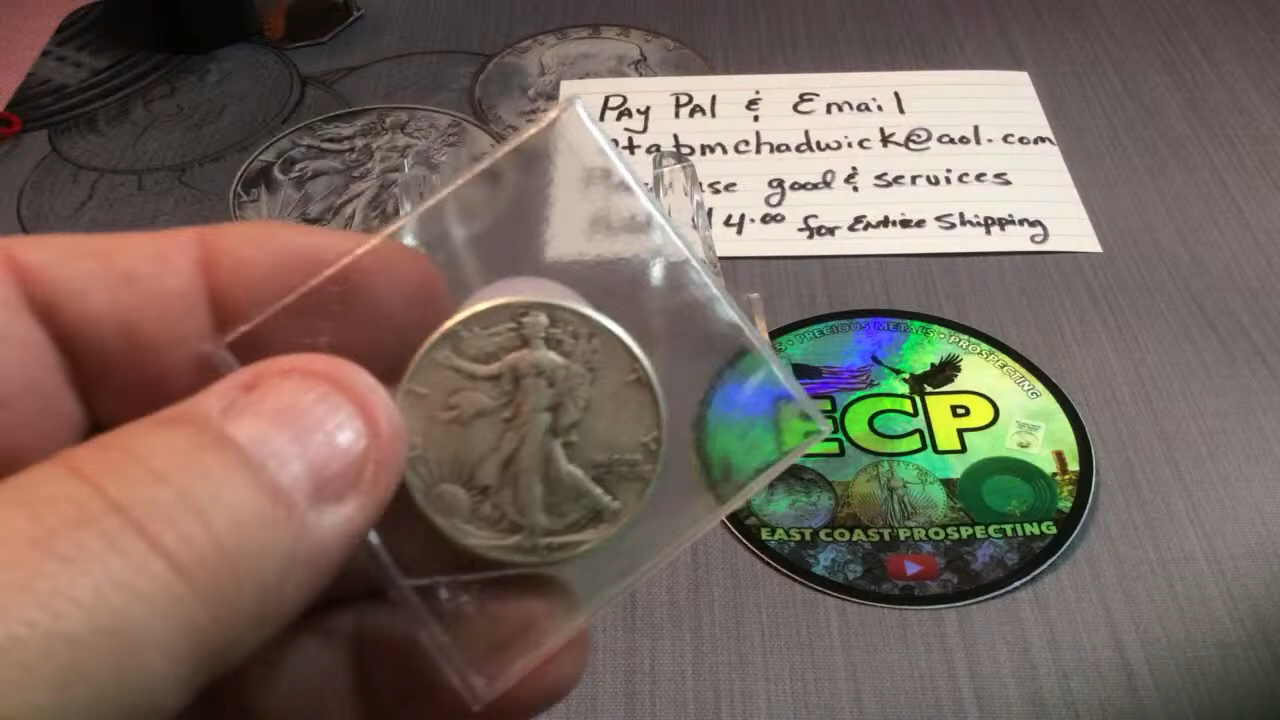 LIBERTY
PAY PAL & Email
tabmchadwick@aol.com
good & services
4.00 for Entire Shipping
• PRECIOUS METALS • PROSPECTING
ECP
EAST COAST PROSPECTING